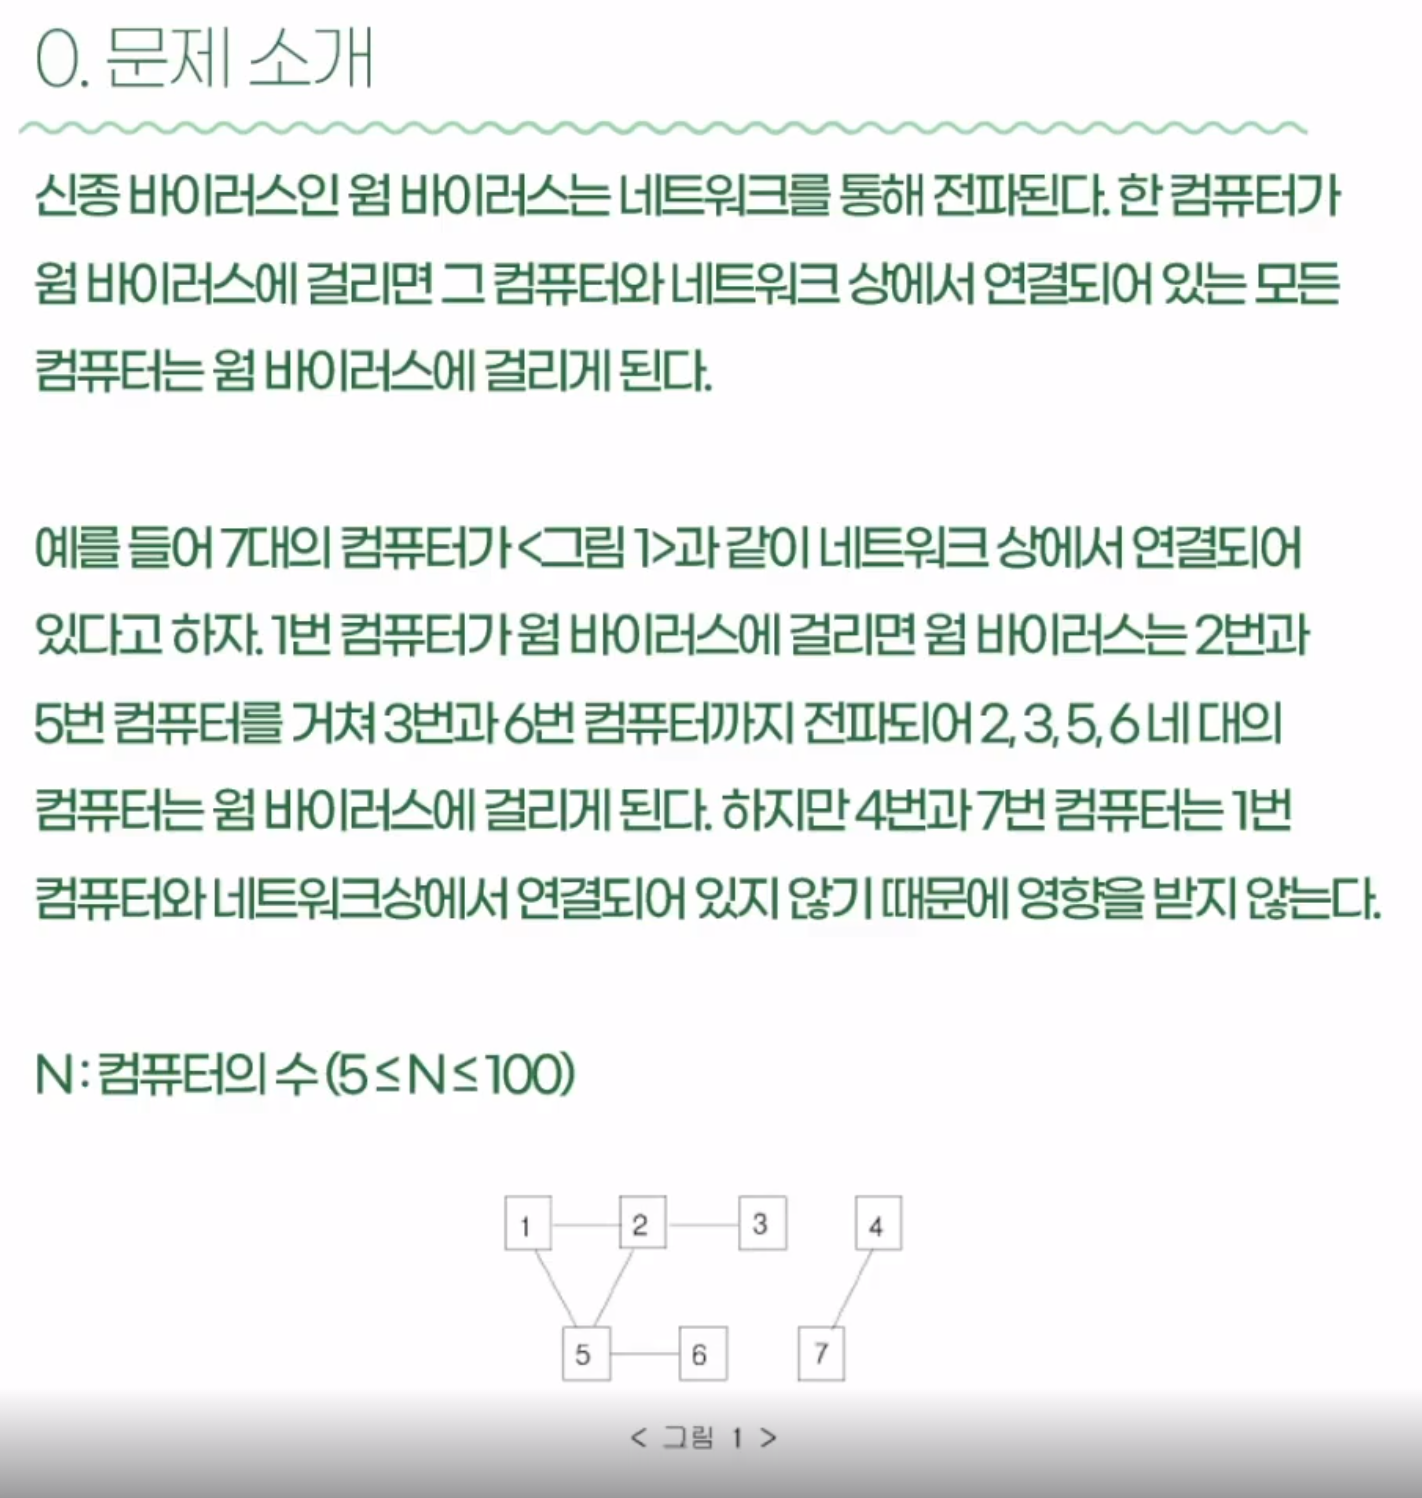 0. 문제 소개
신종 바이러스인 웜 바이러스는 네트워크를 통해 전파된다. 한 컴퓨터가
웜 바이러스에 걸리면 그 컴퓨터와 네트워크 상에서 연결되어 있는 모든
컴퓨터는 웜 바이러스에 걸리게 된다.
예를 들어 7대의 컴퓨터가 <그림 1>과 같이 네트워크 상에서 연결되어
있다고 하자. 1번 컴퓨터가 웜 바이러스에 걸리면 웜 바이러스는 2번과
5번 컴퓨터를 거쳐 3번과 6번 컴퓨터까지 전파되어 2, 3, 5, 6 네 대의
컴퓨터는 웜 바이러스에 걸리게 된다. 하지만 4번과 7번 컴퓨터는 1번
컴퓨터와 네트워크상에서 연결되어 있지 않기 때문에 영향을 받지 않는다.
N : 컴퓨터의 수 (5 ≤ N ≤ 100)
1 2 3 4
5 6 7
< 그림 1 >